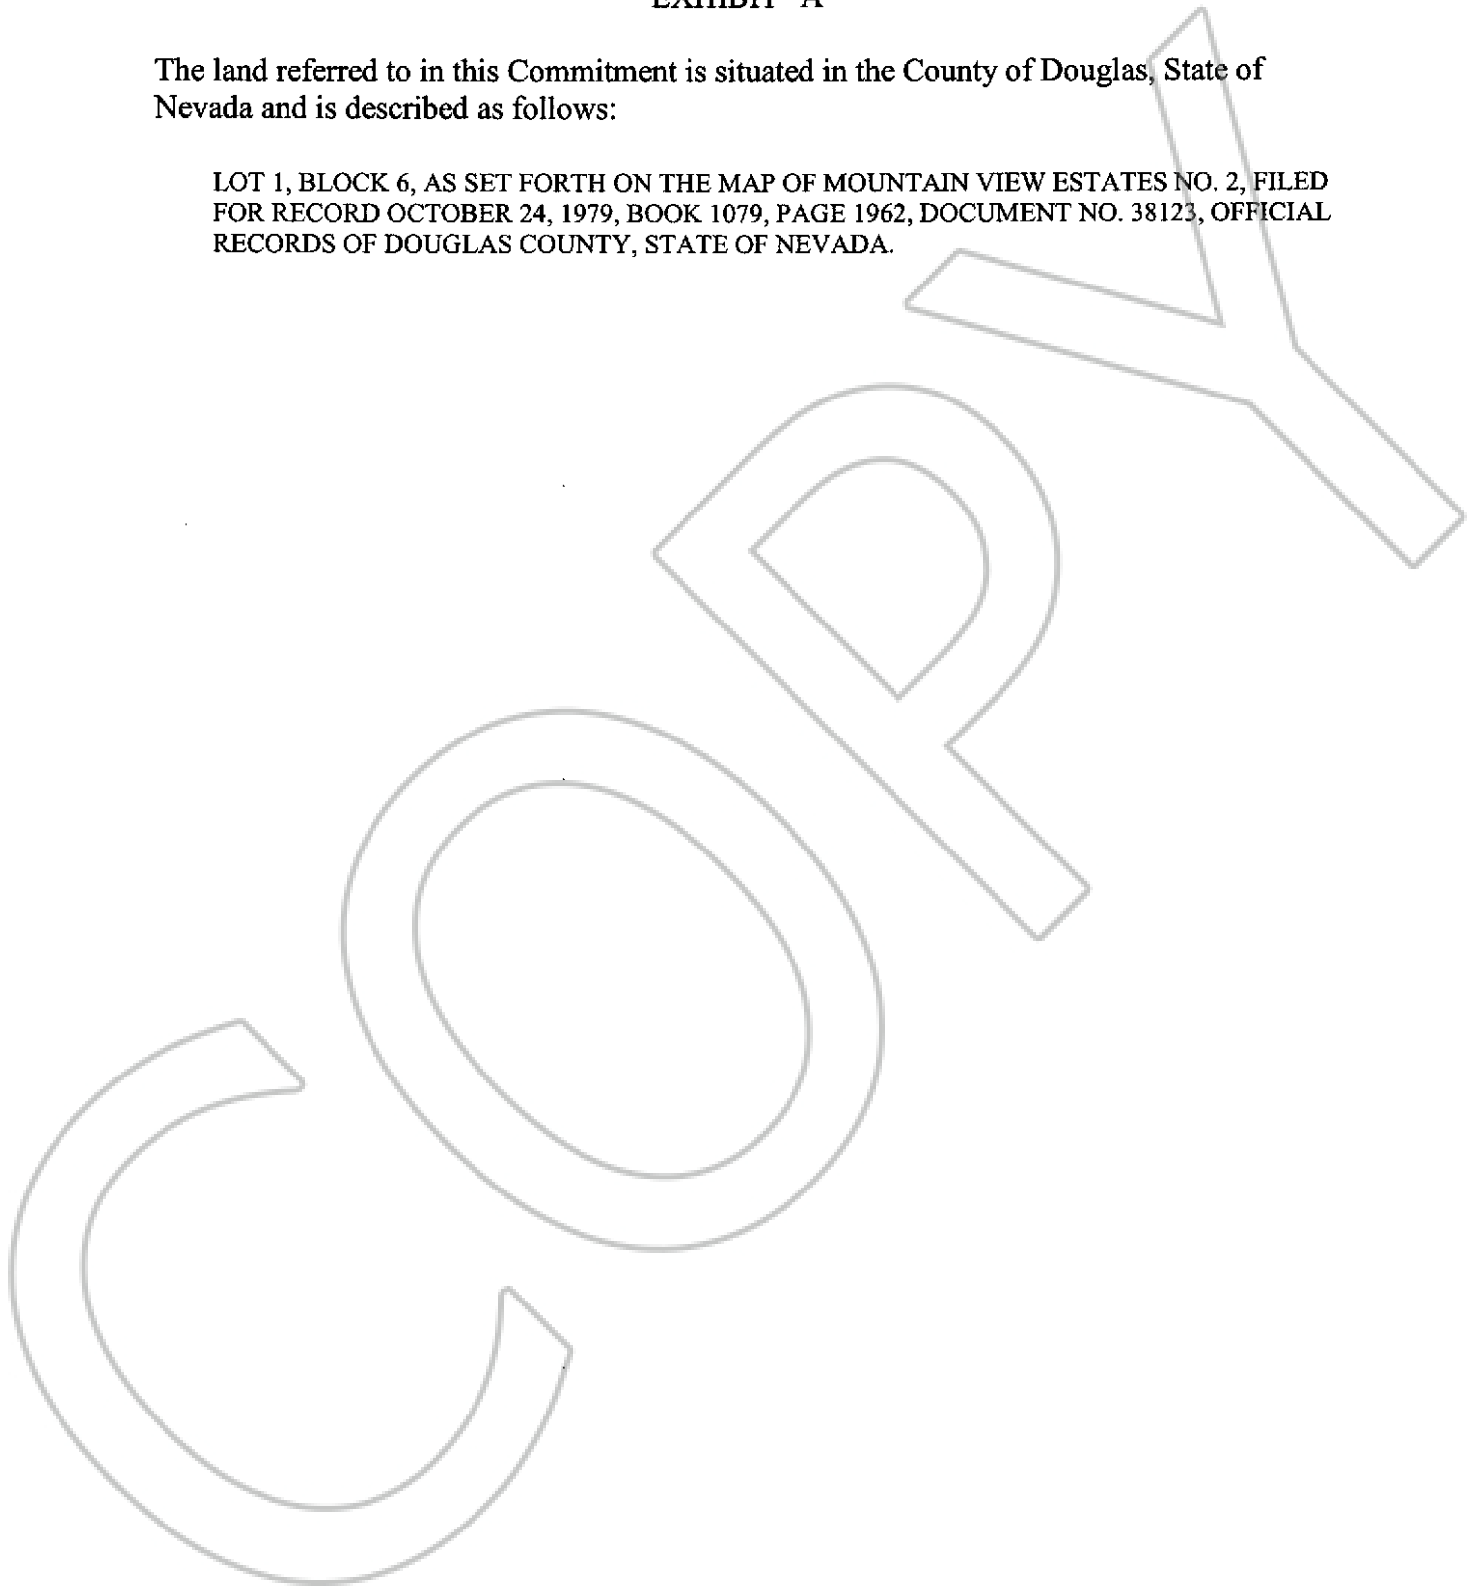 EXHIBIT "A"
The land referred to in this Commitment is situated in the County of Douglas, State of
Nevada and is described as follows:
LOT 1, BLOCK 6, AS SET FORTH ON THE MAP OF MOUNTAIN VIEW ESTATES NO. 2, FILED
FOR RECORD OCTOBER 24, 1979, BOOK 1079, PAGE 1962, DOCUMENT NO. 38123, OFFICIAL
RECORDS OF DOUGLAS COUNTY, STATE OF NEVADA.
COPY